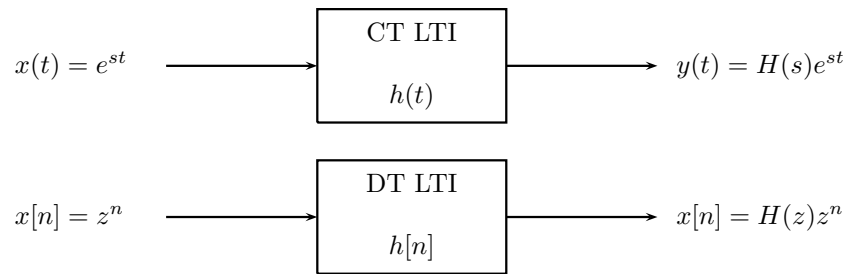 CT LTI
x(t) = e^{st}
y(t) = H(s)e^{st}
h(t)
DT LTI
x[n] = z^n
x[n] = H(z)z^n
h[n]